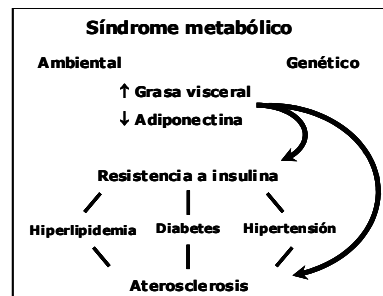 Síndrome metabólico
Ambiental Genético
↑ Grasa visceral
↓ Adiponectina
Resistencia a insulina
Hiperlipidemia Diabetes Hipertensión
Aterosclerosis